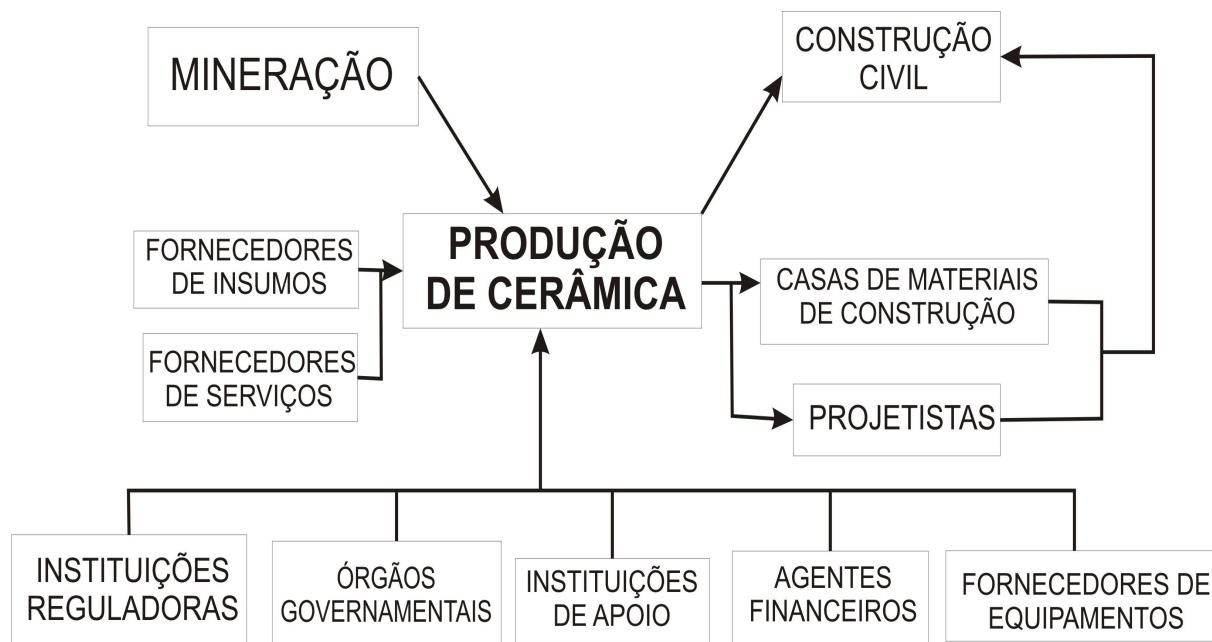 MINERAÇÃO
CONSTRUÇÃO
CIVIL
PRODUÇÃO
DE CERÂMICA
FORNECEDORES
DE INSUMOS
FORNECEDORES
DE SERVIÇOS
CASAS DE MATERIAIS
DE CONSTRUÇÃO
PROJETISTAS
INSTITUIÇÕES
REGULADORAS
ÓRGÃOS
GOVERNAMENTAIS
INSTITUIÇÕES
DE APOIO
AGENTES
FINANCEIROS
FORNECEDORES DE
EQUIPAMENTOS